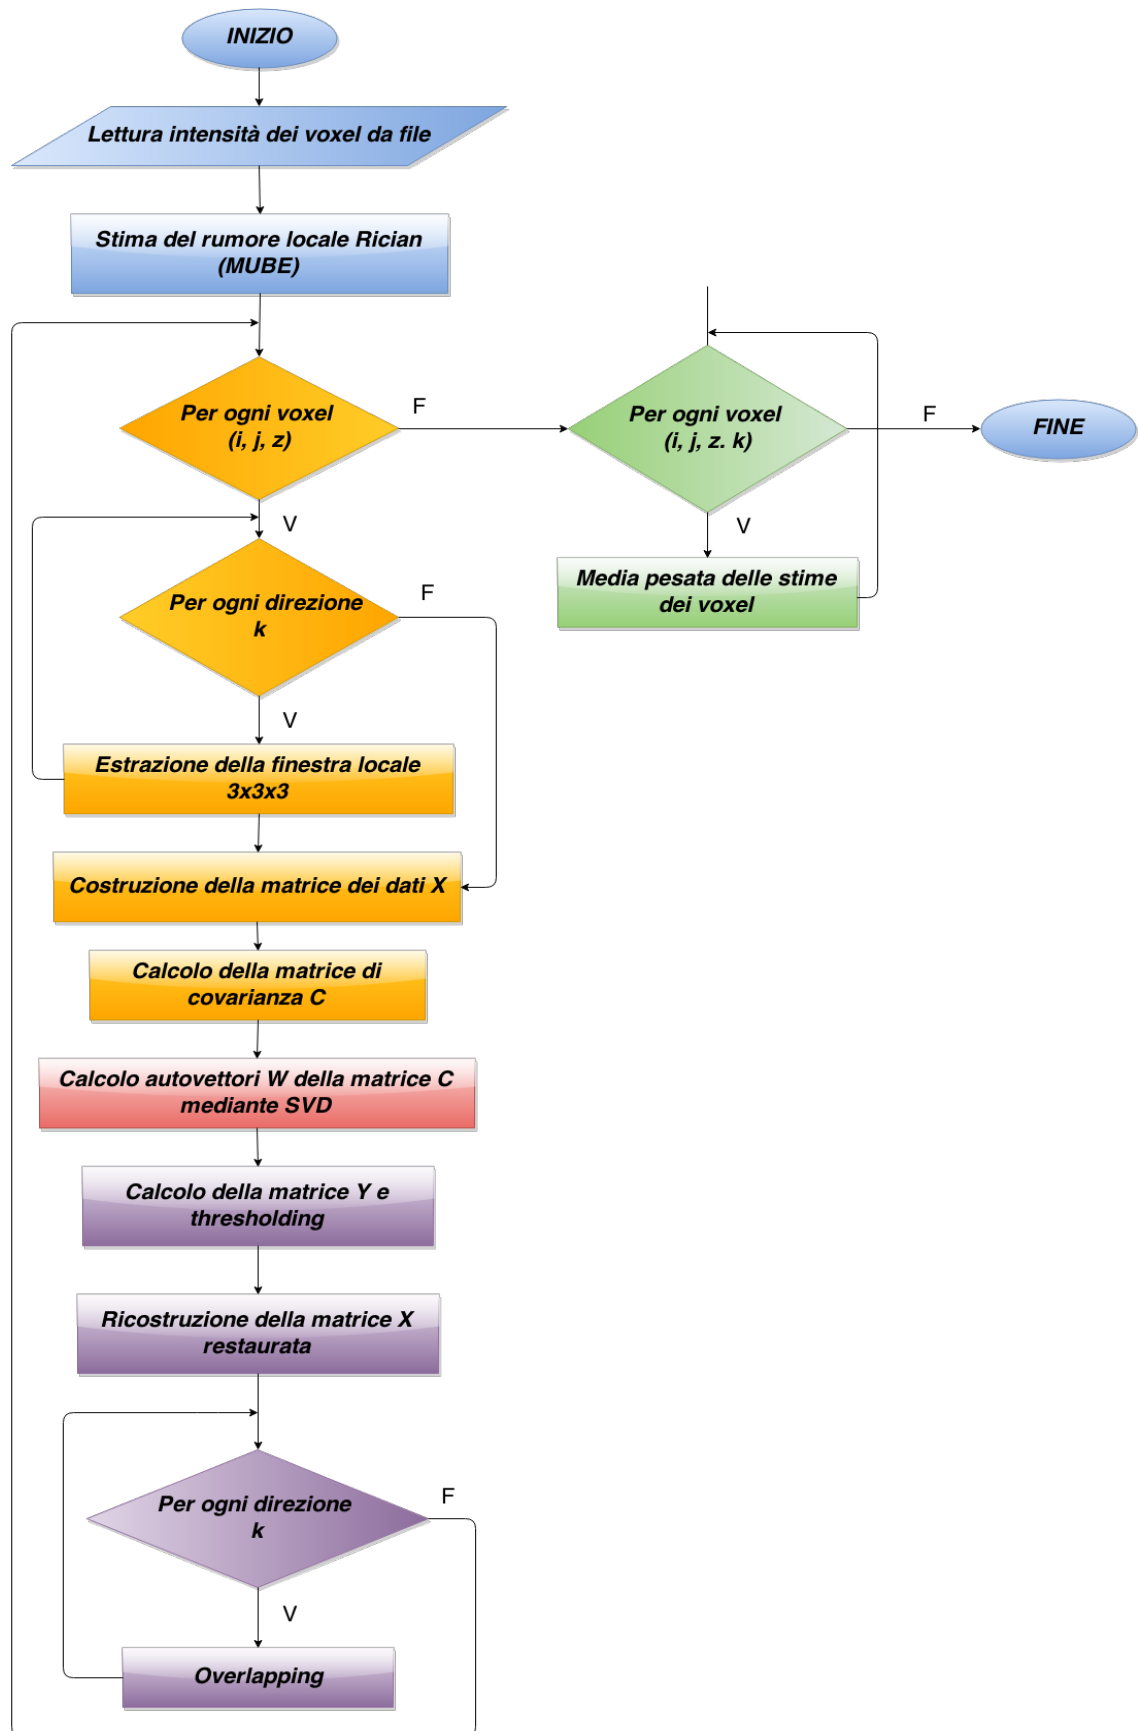 INIZIO
Lettura intensità dei voxel da file
Stima del rumore locale Rician
(MUBE)
Per ogni voxel
(i, j, z)
F
Per ogni voxel
(i, j, z. k)
F
FINE
V
V
Media pesata delle stime
dei voxel
Per ogni direzione
k
F
V
Estrazione della finestra locale
3x3x3
Costruzione della matrice dei dati X
Calcolo della matrice di
covarianza C
Calcolo autovettori W della matrice C
mediante SVD
Calcolo della matrice Y e
thresholding
Ricostruzione della matrice X
restaurata
Per ogni direzione
k
F
V
Overlapping